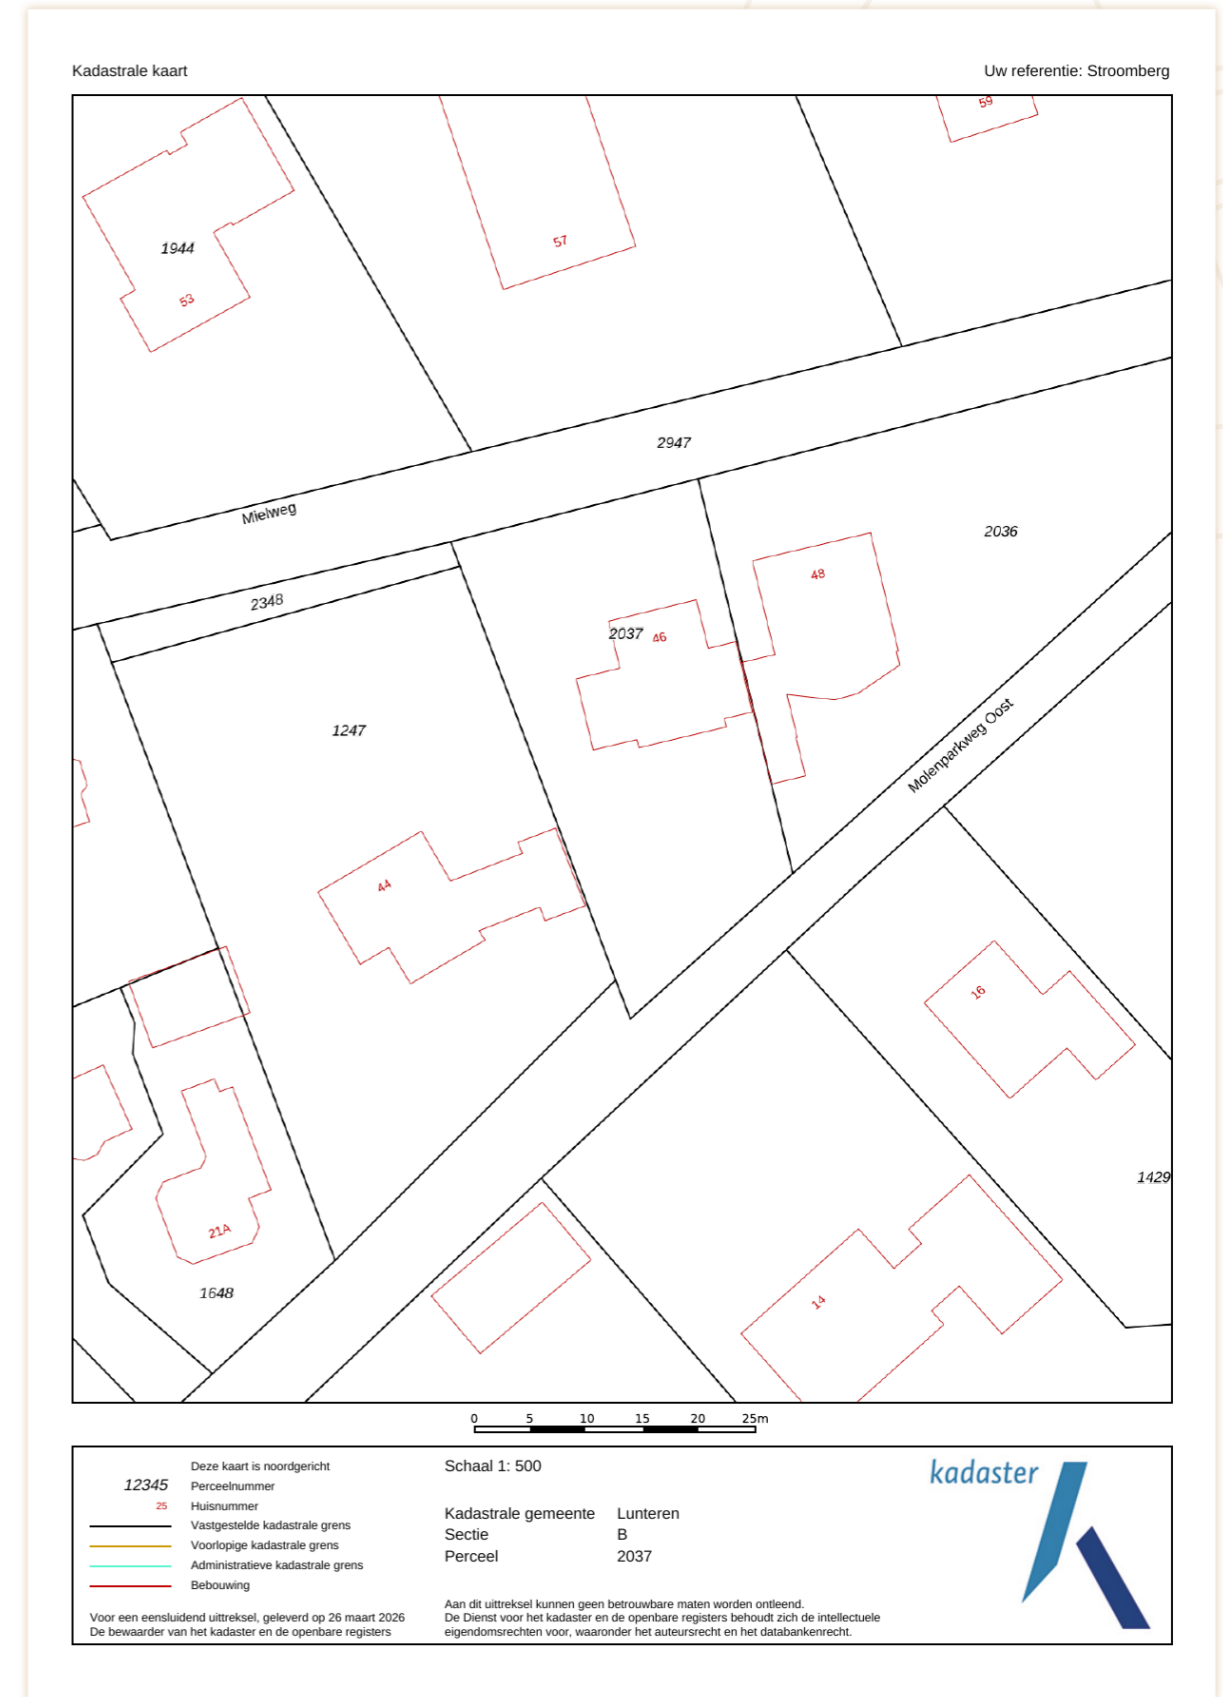 Kadastrale kaart
Uw referentie: Stroomberg
59
57
1944
53
2947
Mielweg
2036
48
2348
2037
46
1247
Molenparkweg Oost
44
16
1429
21A
14
1648
0 5 10 15 20 25m
Deze kaart is noordgericht
12345 Perceelnummer
25 Huisnummer
Vastgestelde kadastrale grens
Voorlopige kadastrale grens
Administratieve kadastrale grens
Bebouwing
Voor een eensluidend uittreksel, geleverd op 26 maart 2026
De bewaarder van het kadaster en de openbare registers
Schaal 1: 500
Kadastrale gemeente Lunteren
Sectie B
Perceel 2037
Aan dit uittreksel kunnen geen betrouwbare maten worden ontleend.
De Dienst voor het kadaster en de openbare registers behoudt zich de intellectuele
eigendomsrechten voor, waaronder het auteursrecht en het databankenrecht.
kadaster